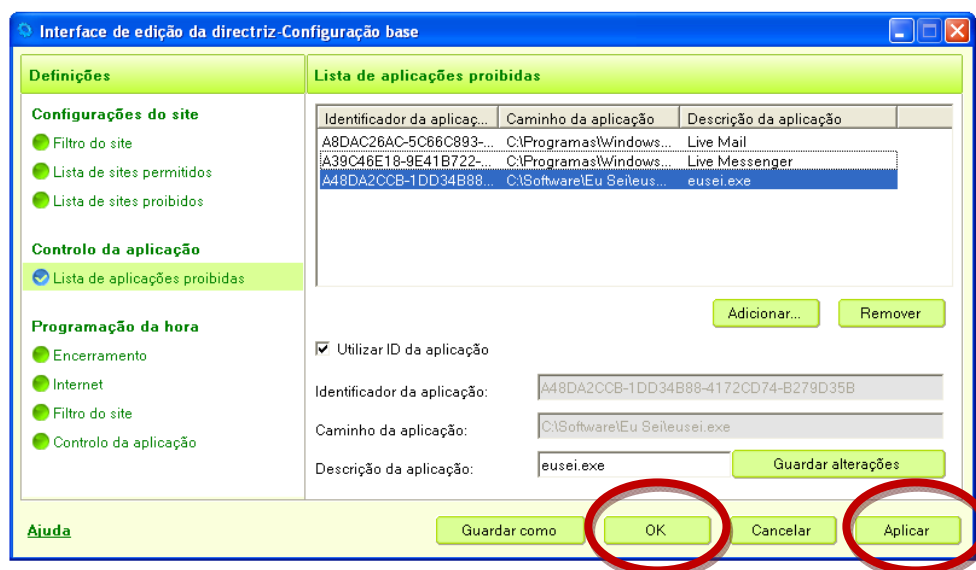 Interface de edição da directriz-Configuração base
Definições
Configurações do site
Filtro do site
Lista de sites permitidos
Lista de sites proibidos
Controlo da aplicação
Lista de aplicações proibidas
Programação da hora
Encerramento
Internet
Filtro do site
Controlo da aplicação
Lista de aplicações proibidas
Identificador da aplicaç... Caminho da aplicação Descrição da aplicação
A8DAC26AC-5C66C893-... C:\Programas\Windows... Live Mail
A39C46E18-9E41B722-... C:\Programas\Windows... Live Messenger
A48DA2CCB-1DD34B88... C:\Software\Eu Sei\eus... eusei.exe
Adicionar... Remover
Utilizar ID da aplicação
Identificador da aplicação: A48DA2CCB-1DD34B88-4172CD74-B279D35B
Caminho da aplicação: C:\Software\Eu Sei\eusei.exe
Descrição da aplicação: eusei.exe Guardar alterações
Ajuda Guardar como OK Cancelar Aplicar